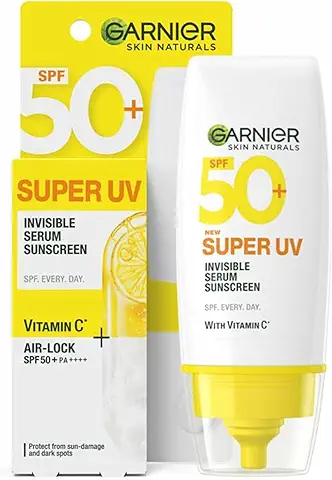 GARNIER
SKIN NATURALS
SPF
50+
SUPER UV
INVISIBLE
SERUM
SUNSCREEN
SPF. EVERY. DAY.
VITAMIN C*
+
AIR-LOCK
SPF50+ PA++++
Protect from sun-damage
and dark spots
GARNIER
SKIN NATURALS
SPF
50+
NEW
SUPER UV
INVISIBLE
SERUM
SUNSCREEN
SPF. EVERY. DAY.
WITH VITAMIN C*